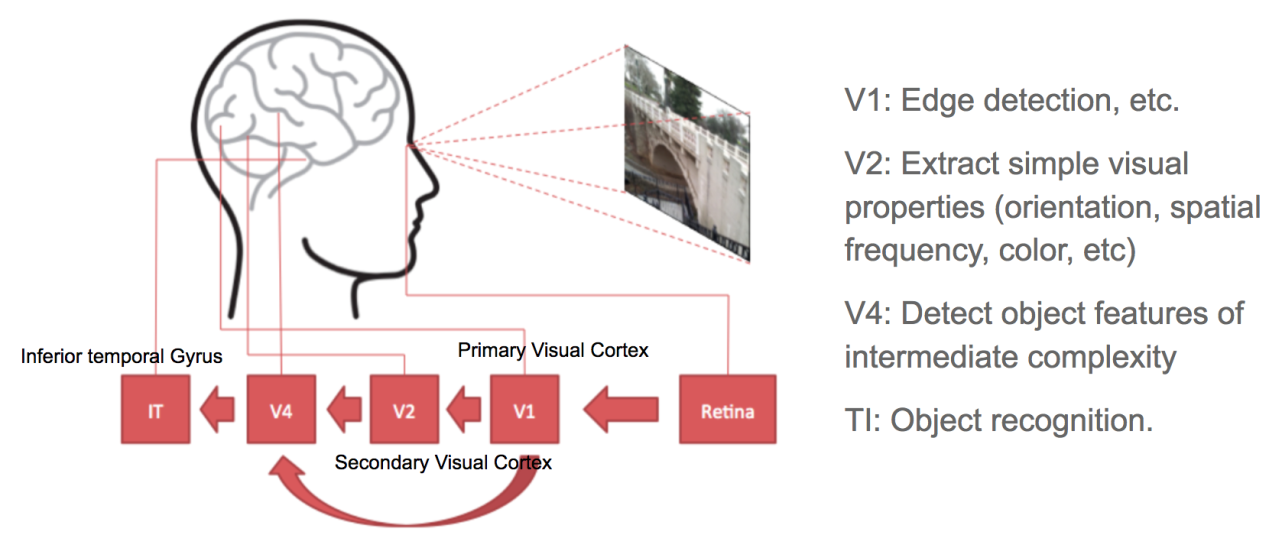 V1: Edge detection, etc.
V2: Extract simple visual
properties (orientation, spatial
frequency, color, etc)
V4: Detect object features of
intermediate complexity
TI: Object recognition.
Inferior temporal Gyrus
Primary Visual Cortex
IT
V4
V2
V1
Retina
Secondary Visual Cortex